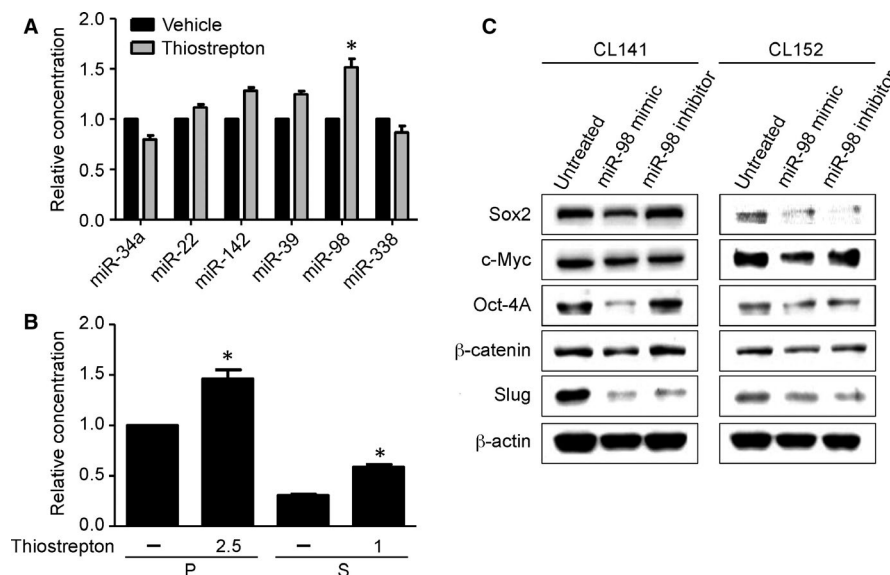 A
Vehicle
Thiostrepton
Relative concentration
2.0
1.5
1.0
0.5
0.0
*
miR-34a
miR-22
miR-142
miR-39
miR-98
miR-338
B
Relative concentration
2.0
1.5
1.0
0.5
0.0
*
*
Thiostrepton – 2.5 – 1
P S
C
CL141 CL152
Untreated miR-98 mimic miR-98 inhibitor Untreated miR-98 mimic miR-98 inhibitor
Sox2
c-Myc
Oct-4A
β-catenin
Slug
β-actin